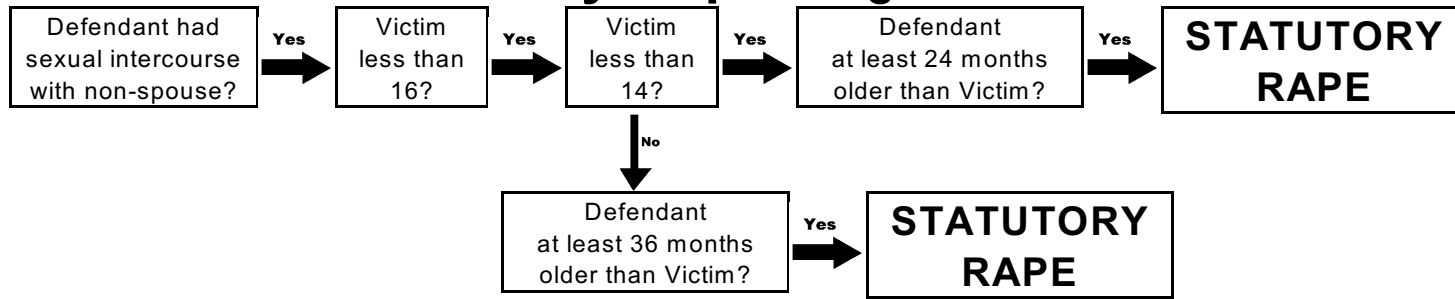 Defendant had
sexual intercourse
with non-spouse?
Yes
Victim
less than
16?
Yes
Victim
less than
14?
Yes
Defendant
at least 24 months
older than Victim?
Yes
STATUTORY
RAPE
No
Defendant
at least 36 months
older than Victim?
Yes
STATUTORY
RAPE